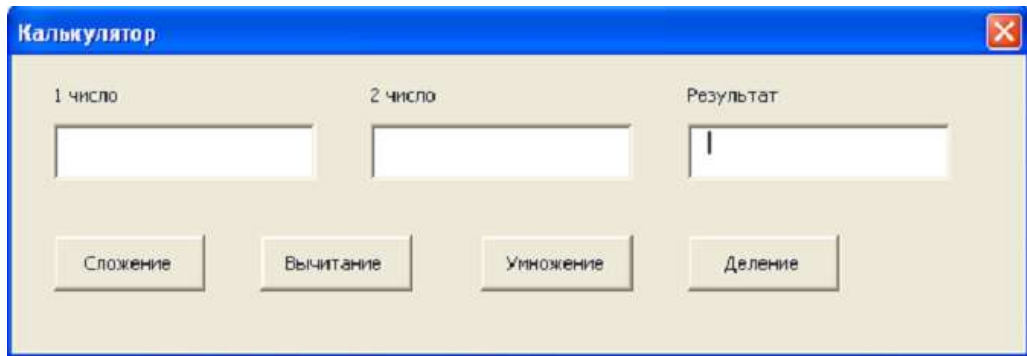 Калькулятор
1 число 2 число Результат
Сложение Вычитание Умножение Деление